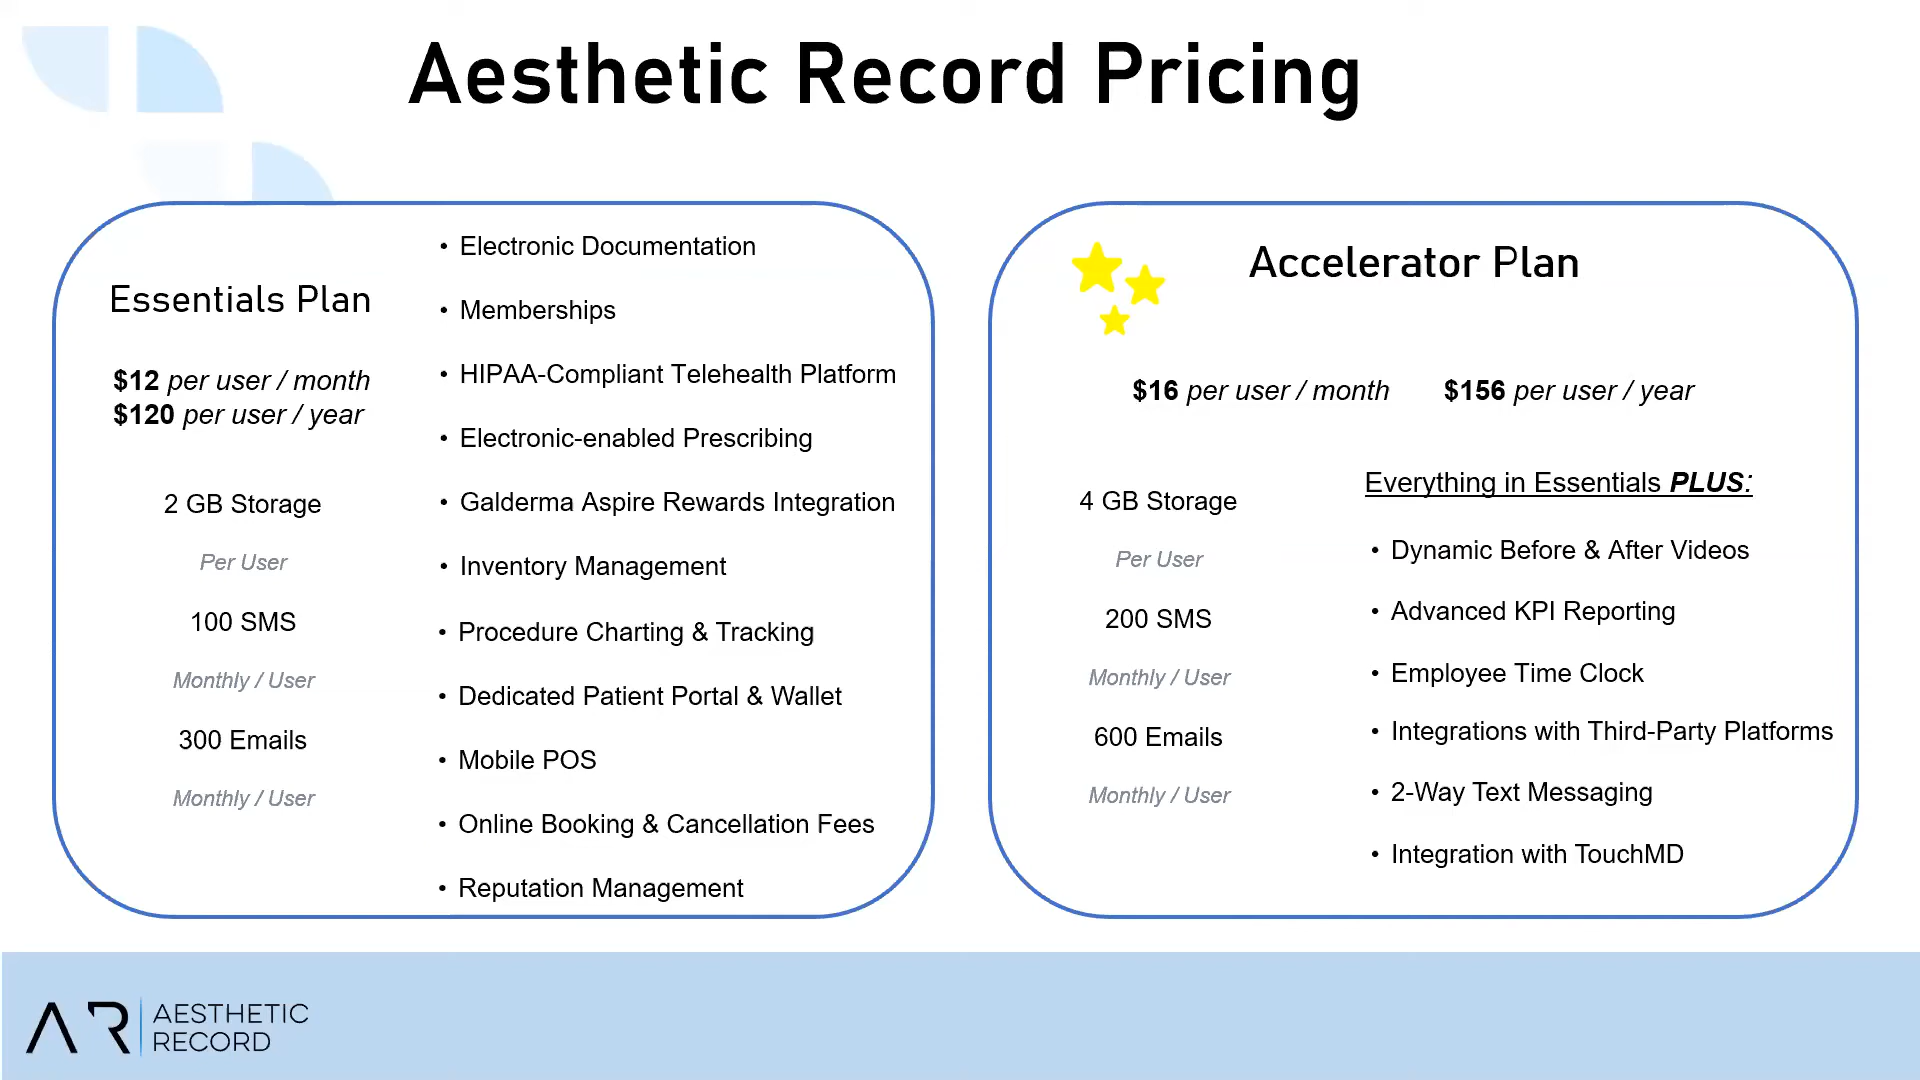 Aesthetic Record Pricing
Essentials Plan
$12 per user / month
$120 per user / year
2 GB Storage
Per User
100 SMS
Monthly / User
300 Emails
Monthly / User
• Electronic Documentation
• Memberships
• HIPAA-Compliant Telehealth Platform
• Electronic-enabled Prescribing
• Galderma Aspire Rewards Integration
• Inventory Management
• Procedure Charting & Tracking
• Dedicated Patient Portal & Wallet
• Mobile POS
• Online Booking & Cancellation Fees
• Reputation Management
Accelerator Plan
$16 per user / month $156 per user / year
4 GB Storage
Per User
200 SMS
Monthly / User
600 Emails
Monthly / User
Everything in Essentials PLUS:
• Dynamic Before & After Videos
• Advanced KPI Reporting
• Employee Time Clock
• Integrations with Third-Party Platforms
• 2-Way Text Messaging
• Integration with TouchMD
AR
AESTHETIC
RECORD